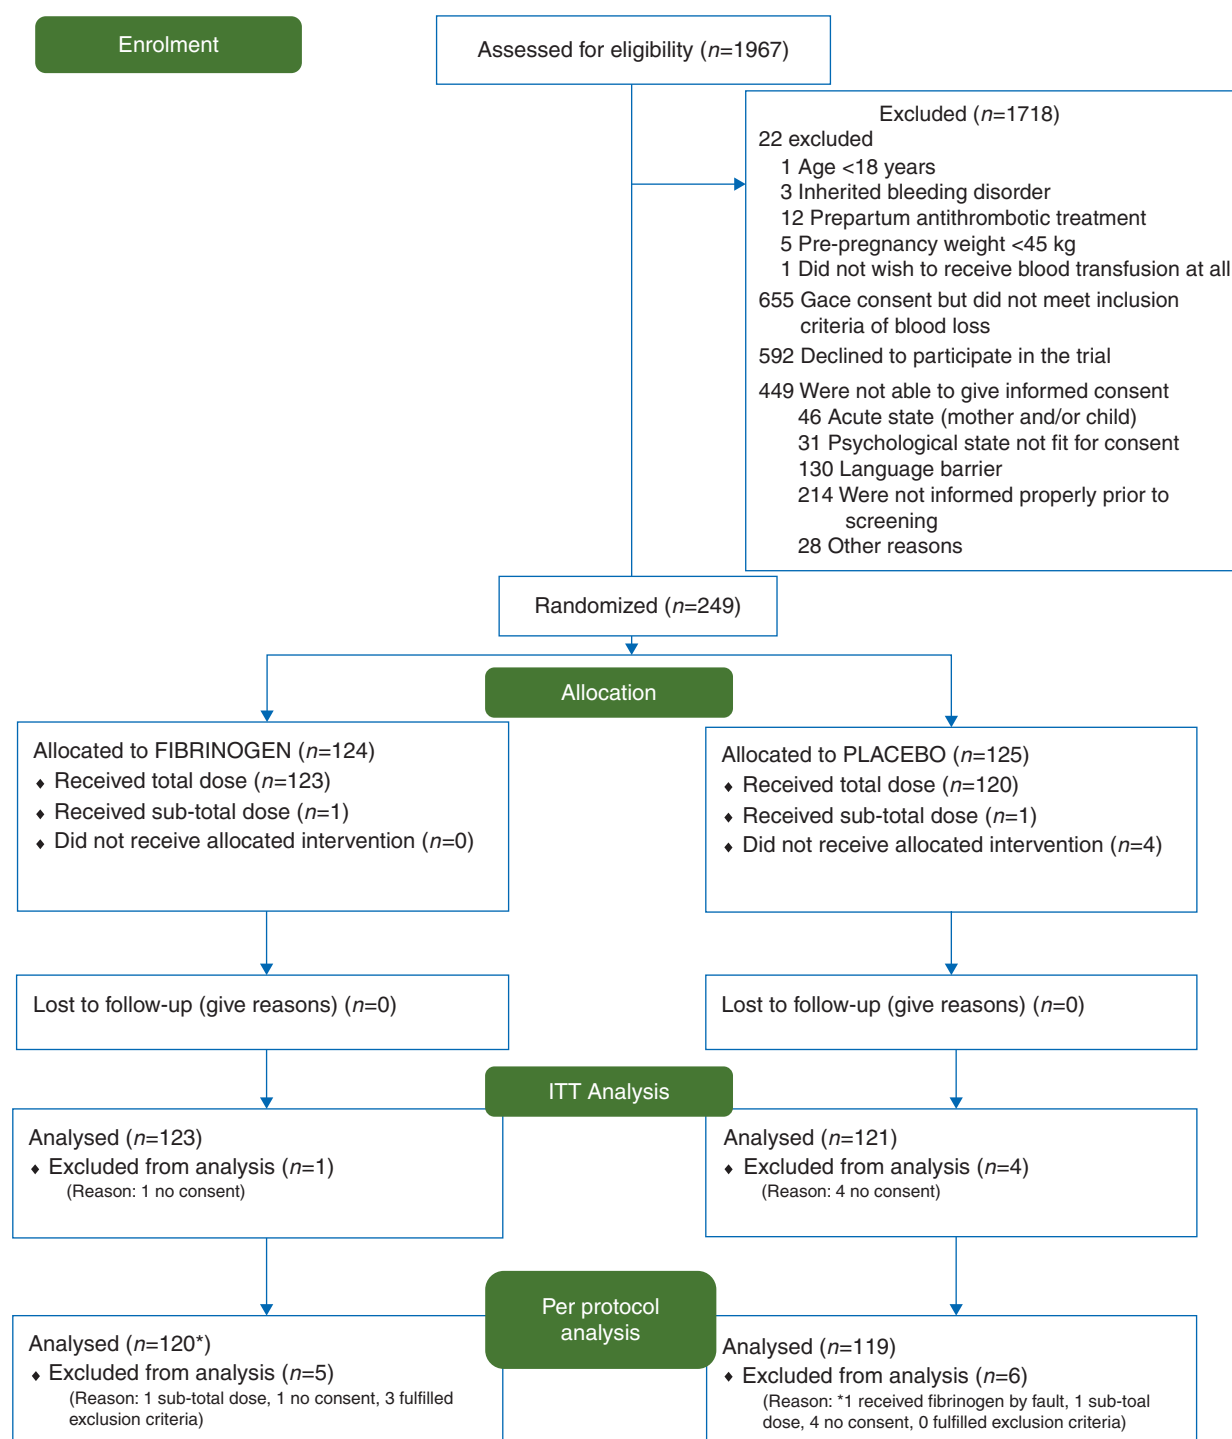 Enrolment
Assessed for eligibility (n=1967)
Excluded (n=1718)
22 excluded
1 Age <18 years
3 Inherited bleeding disorder
12 Prepartum antithrombotic treatment
5 Pre-pregnancy weight <45 kg
1 Did not wish to receive blood transfusion at all
655 Gace consent but did not meet inclusion
criteria of blood loss
592 Declined to participate in the trial
449 Were not able to give informed consent
46 Acute state (mother and/or child)
31 Psychological state not fit for consent
130 Language barrier
214 Were not informed properly prior to
screening
28 Other reasons
Randomized (n=249)
Allocation
Allocated to FIBRINOGEN (n=124)
♦ Received total dose (n=123)
♦ Received sub-total dose (n=1)
♦ Did not receive allocated intervention (n=0)
Allocated to PLACEBO (n=125)
♦ Received total dose (n=120)
♦ Received sub-total dose (n=1)
♦ Did not receive allocated intervention (n=4)
Lost to follow-up (give reasons) (n=0)
Lost to follow-up (give reasons) (n=0)
ITT Analysis
Analysed (n=123)
♦ Excluded from analysis (n=1)
(Reason: 1 no consent)
Analysed (n=121)
♦ Excluded from analysis (n=4)
(Reason: 4 no consent)
Per protocol
analysis
Analysed (n=120*)
♦ Excluded from analysis (n=5)
(Reason: 1 sub-total dose, 1 no consent, 3 fulfilled
exclusion criteria)
Analysed (n=119)
♦ Excluded from analysis (n=6)
(Reason: *1 received fibrinogen by fault, 1 sub-toal
dose, 4 no consent, 0 fulfilled exclusion criteria)